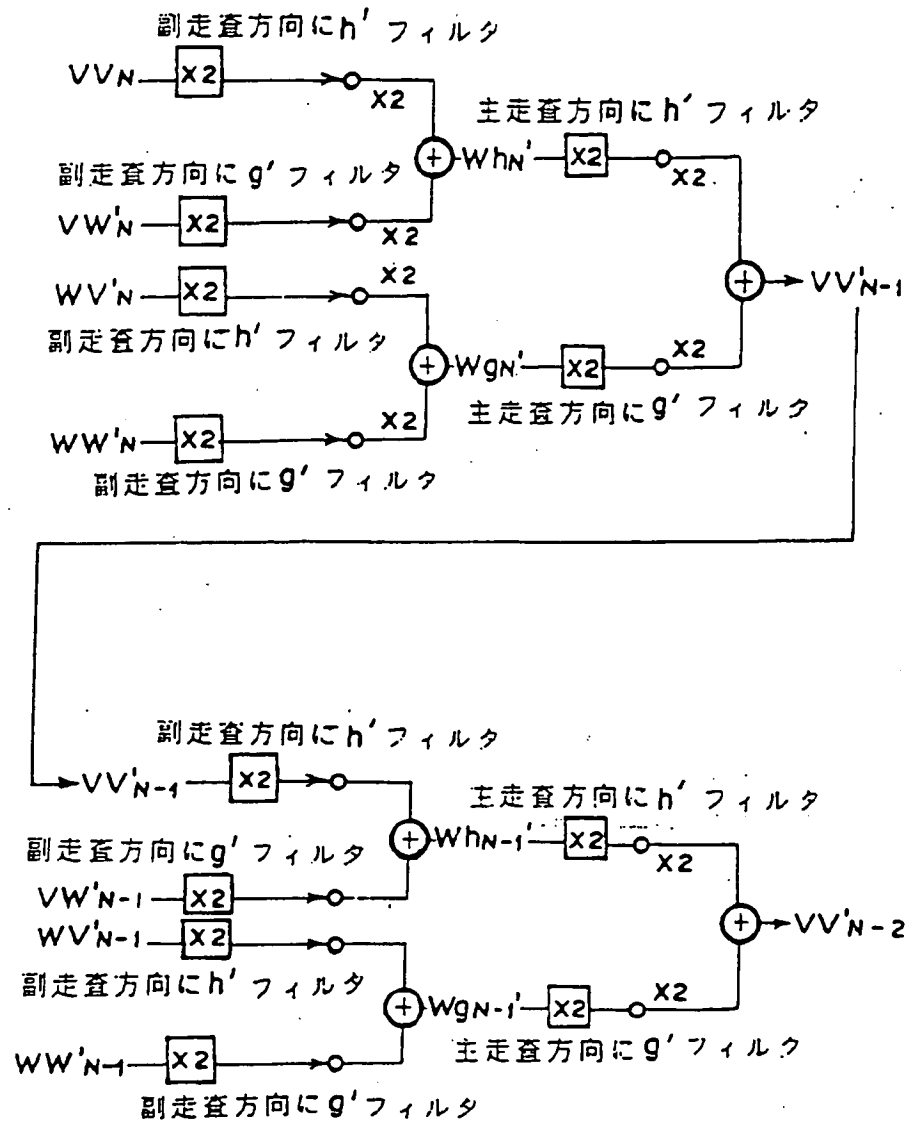 副走査方向にh' フィルタ
VVN X2 X2
主走査方向にh' フィルタ
WhN' X2 X2
副走査方向にg' フィルタ
VW'N X2 X2
WV'N X2 X2
VV'N-1
副走査方向にh' フィルタ
WgN' X2 X2
主走査方向にg' フィルタ
WW'N X2 X2
副走査方向にg' フィルタ
副走査方向にh' フィルタ
VV'N-1 X2
主走査方向にh' フィルタ
WhN-1' X2 X2
副走査方向にg' フィルタ
VW'N-1 X2
WV'N-1 X2
VV'N-2
副走査方向にh' フィルタ
WgN-1' X2 X2
主走査方向にg' フィルタ
WW'N-1 X2
副走査方向にg' フィルタ